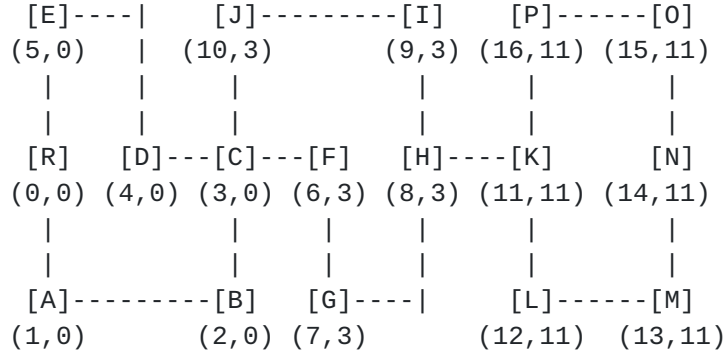 [E]----| [J]---------[I] [P]------[O]
(5,0) | (10,3) (9,3) (16,11) (15,11)
| | | | | |
| | | | | |
[R] [D]---[C]---[F] [H]----[K] [N]
(0,0) (4,0) (3,0) (6,3) (8,3) (11,11) (14,11)
| | | | | |
| | | | | |
[A]---------[B] [G]----| [L]------[M]
(1,0) (2,0) (7,3) (12,11) (13,11)